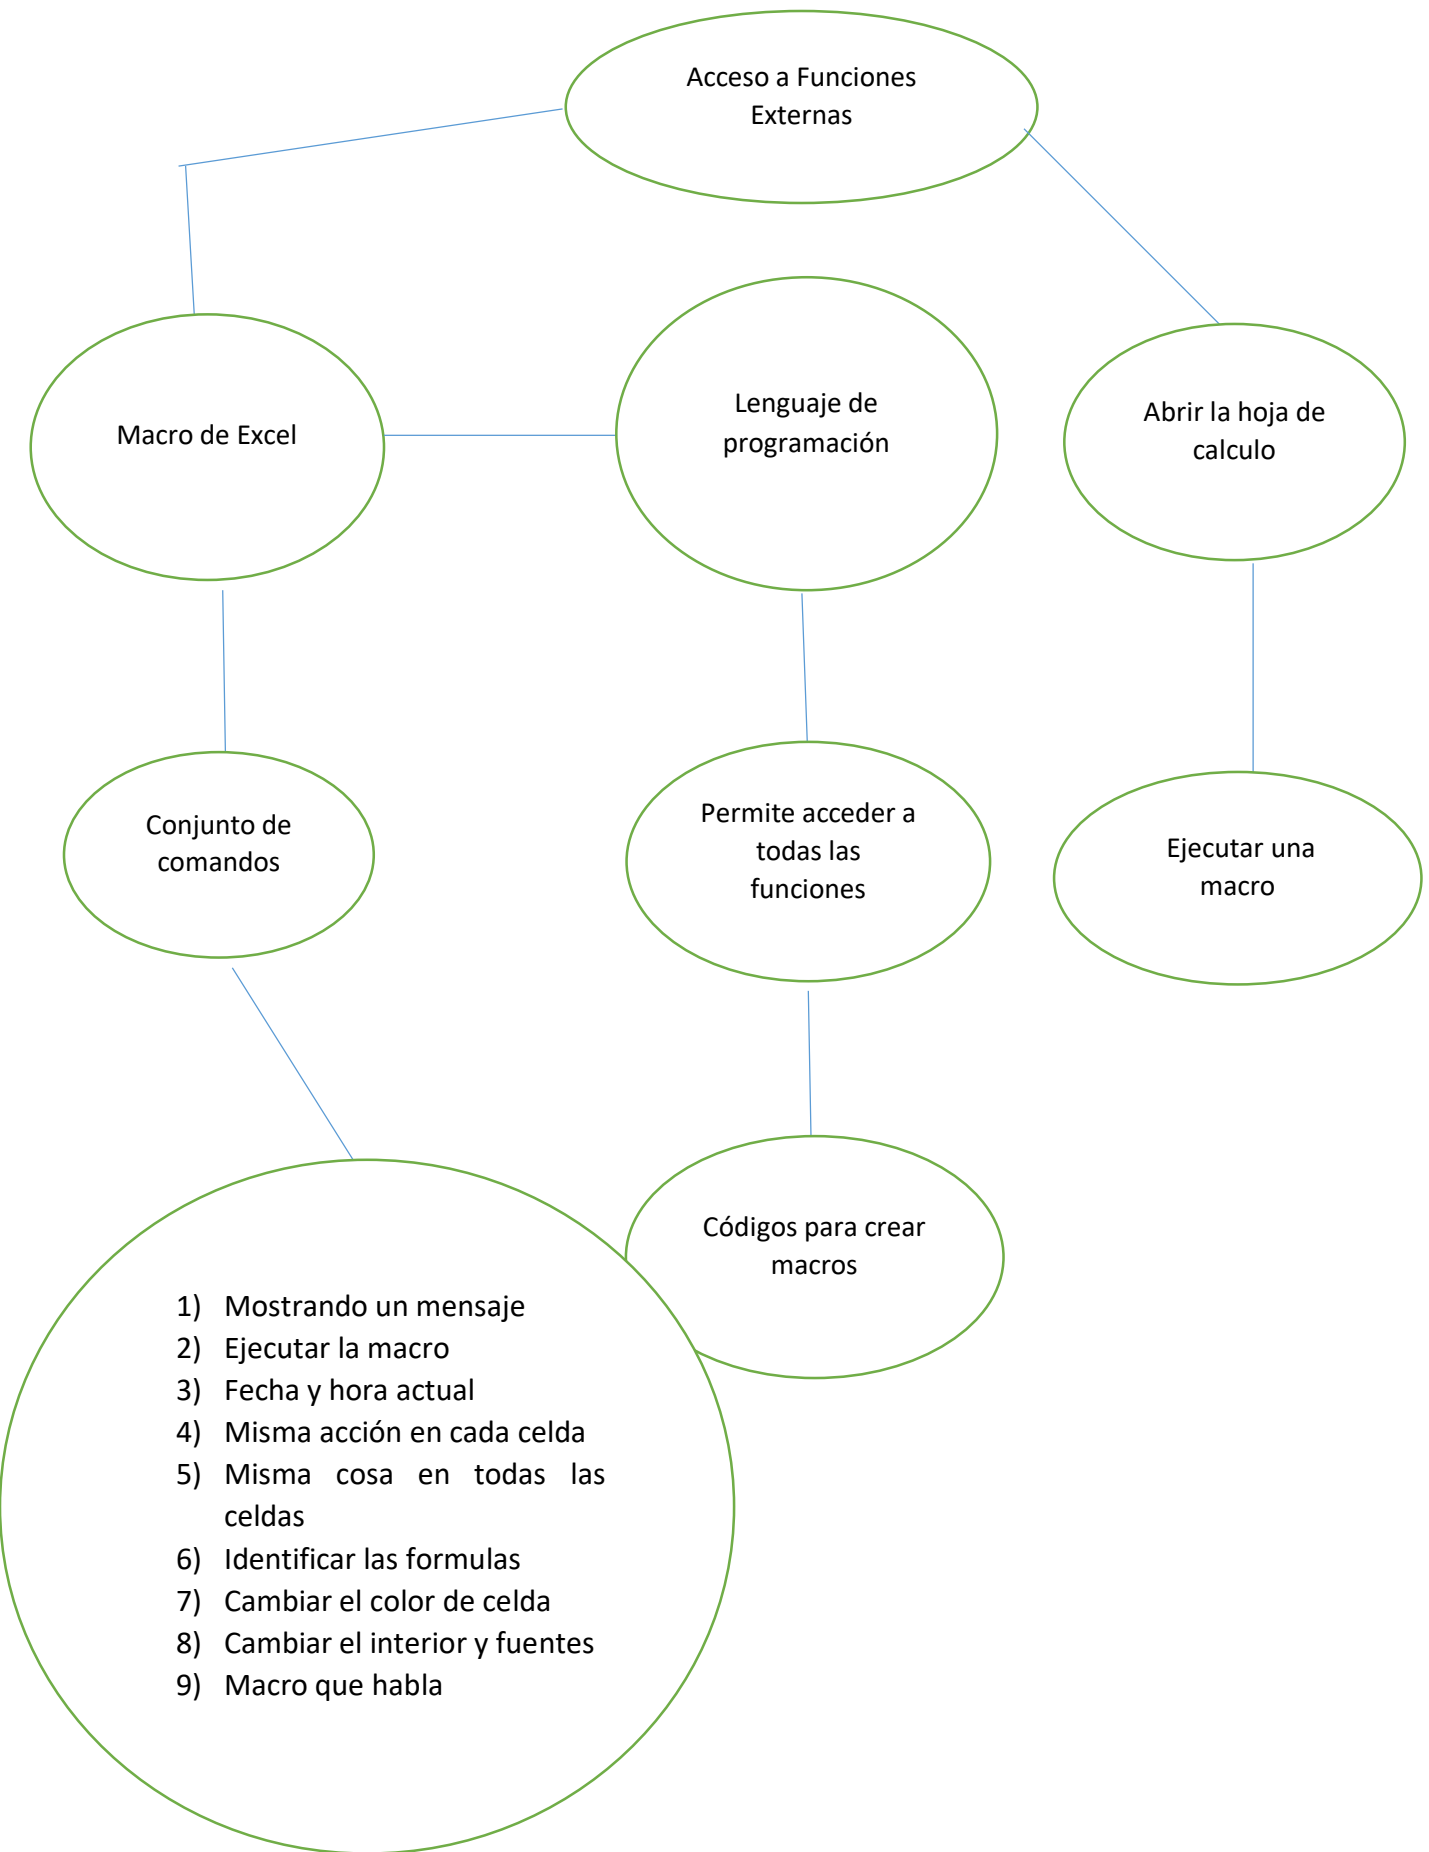 Acceso a Funciones
Externas
Macro de Excel
Lenguaje de
programación
Abrir la hoja de
calculo
Conjunto de
comandos
Permite acceder a
todas las
funciones
Ejecutar una
macro
Códigos para crear
macros
1) Mostrando un mensaje
2) Ejecutar la macro
3) Fecha y hora actual
4) Misma acción en cada celda
5) Misma cosa en todas las
celdas
6) Identificar las formulas
7) Cambiar el color de celda
8) Cambiar el interior y fuentes
9) Macro que habla